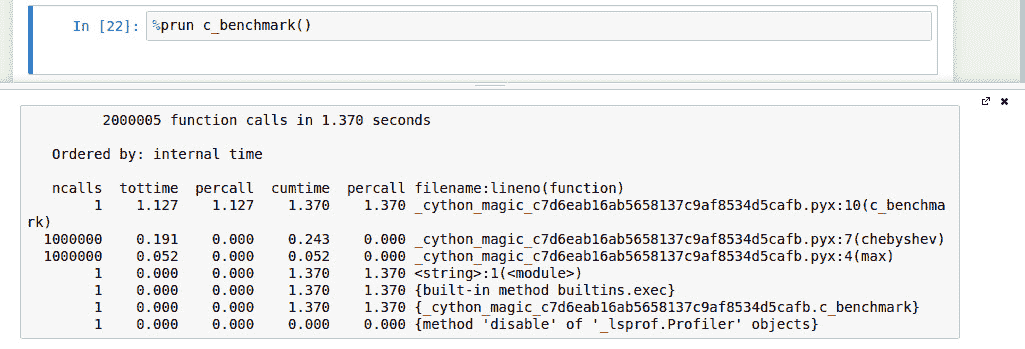 In [22]: %prun c_benchmark()
2000005 function calls in 1.370 seconds
Ordered by: internal time
ncalls tottime percall cumtime percall filename:lineno(function)
1 1.127 1.127 1.370 1.370 _cython_magic_c7d6eab16ab5658137c9af8534d5cafb.pyx:10(c_benchma
rk)
1000000 0.191 0.000 0.243 0.000 _cython_magic_c7d6eab16ab5658137c9af8534d5cafb.pyx:7(chebyshev)
1000000 0.052 0.000 0.052 0.000 _cython_magic_c7d6eab16ab5658137c9af8534d5cafb.pyx:4(max)
1 0.000 0.000 1.370 1.370 <string>:1(<module>)
1 0.000 0.000 1.370 1.370 {built-in method builtins.exec}
1 0.000 0.000 1.370 1.370 {_cython_magic_c7d6eab16ab5658137c9af8534d5cafb.c_benchmark}
1 0.000 0.000 0.000 0.000 {method 'disable' of '_lsprof.Profiler' objects}